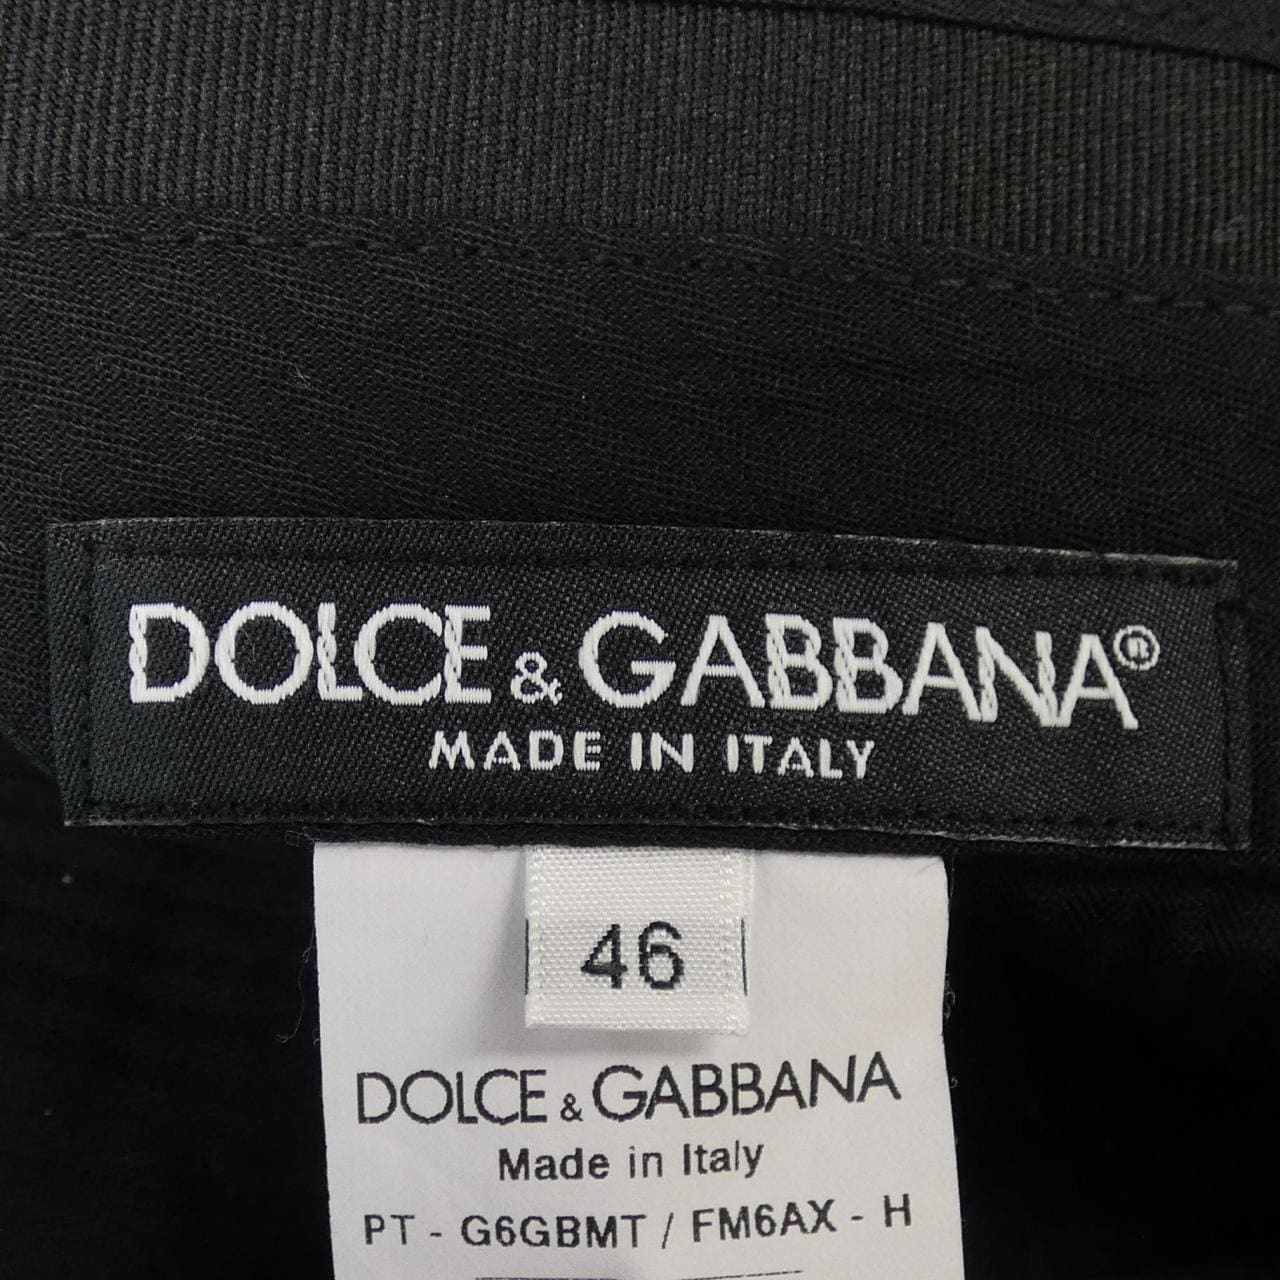 DOLCE & GABBANA®
MADE IN ITALY
46
DOLCE & GABBANA
Made in Italy
PT - G6GBMT / FM6AX - H